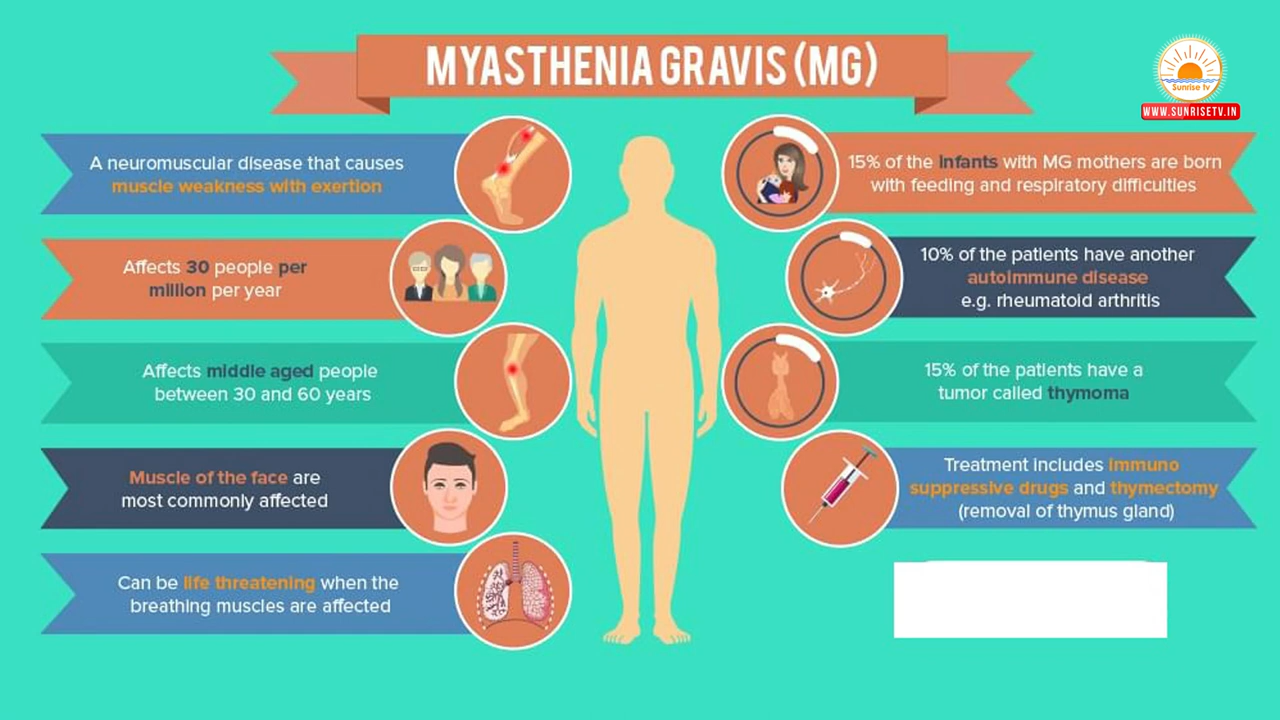 MYASTHENIA GRAVIS (MG)
Sunrise tv
WWW.SUNRISETV.IN
A neuromuscular disease that causes
muscle weakness with exertion
Affects 30 people per
million per year
Affects middle aged people
between 30 and 60 years
Muscle of the face are
most commonly affected
Can be life threatening when the
breathing muscles are affected
15% of the infants with MG mothers are born
with feeding and respiratory difficulties
10% of the patients have another
autoimmune disease
e.g. rheumatoid arthritis
15% of the patients have a
tumor called thymoma
Treatment includes immuno
suppressive drugs and thymectomy
(removal of thymus gland)